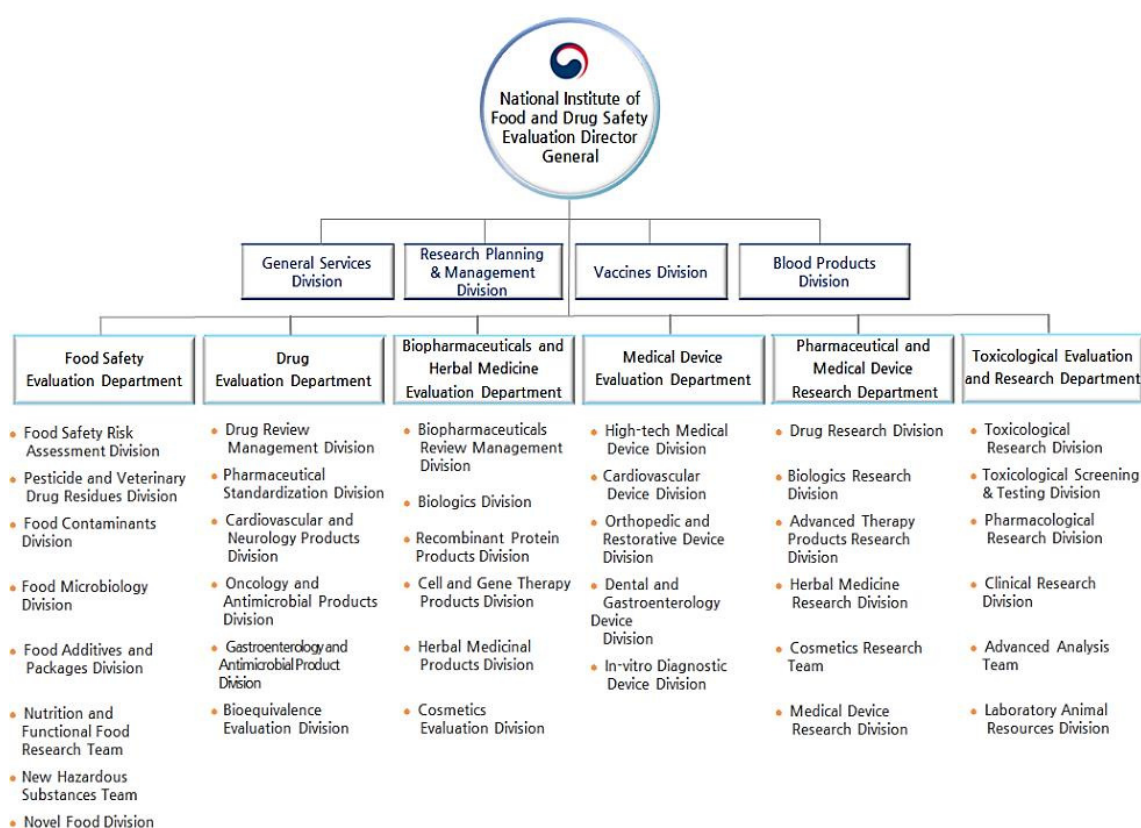 National Institute of
Food and Drug Safety
Evaluation Director
General
General Services
Division
Research Planning
& Management
Division
Vaccines Division
Blood Products
Division
Food Safety
Evaluation Department
Drug
Evaluation Department
Biopharmaceuticals and
Herbal Medicine
Evaluation Department
Medical Device
Evaluation Department
Pharmaceutical and
Medical Device
Research Department
Toxicological Evaluation
and Research Department
• Food Safety Risk
Assessment Division
• Pesticide and Veterinary
Drug Residues Division
• Food Contaminants
Division
• Food Microbiology
Division
• Food Additives and
Packages Division
• Nutrition and
Functional Food
Research Team
• New Hazardous
Substances Team
• Novel Food Division
• Drug Review
Management Division
• Pharmaceutical
Standardization Division
• Cardiovascular and
Neurology Products
Division
• Oncology and
Antimicrobial Products
Division
• Gastroenterology and
Antimicrobial Product
Division
• Bioequivalence
Evaluation Division
• Biopharmaceuticals
Review Management
Division
• Biologics Division
• Recombinant Protein
Products Division
• Cell and Gene Therapy
Products Division
• Herbal Medicinal
Products Division
• Cosmetics
Evaluation Division
• High-tech Medical
Device Division
• Cardiovascular
Device Division
• Orthopedic and
Restorative Device
Division
• Dental and
Gastroenterology
Device
Division
• In-vitro Diagnostic
Device Division
• Drug Research Division
• Biologics Research
Division
• Advanced Therapy
Products Research
Division
• Herbal Medicine
Research Division
• Cosmetics Research
Team
• Medical Device
Research Division
• Toxicological
Research Division
• Toxicological Screening
& Testing Division
• Pharmacological
Research Division
• Clinical Research
Division
• Advanced Analysis
Team
• Laboratory Animal
Resources Division